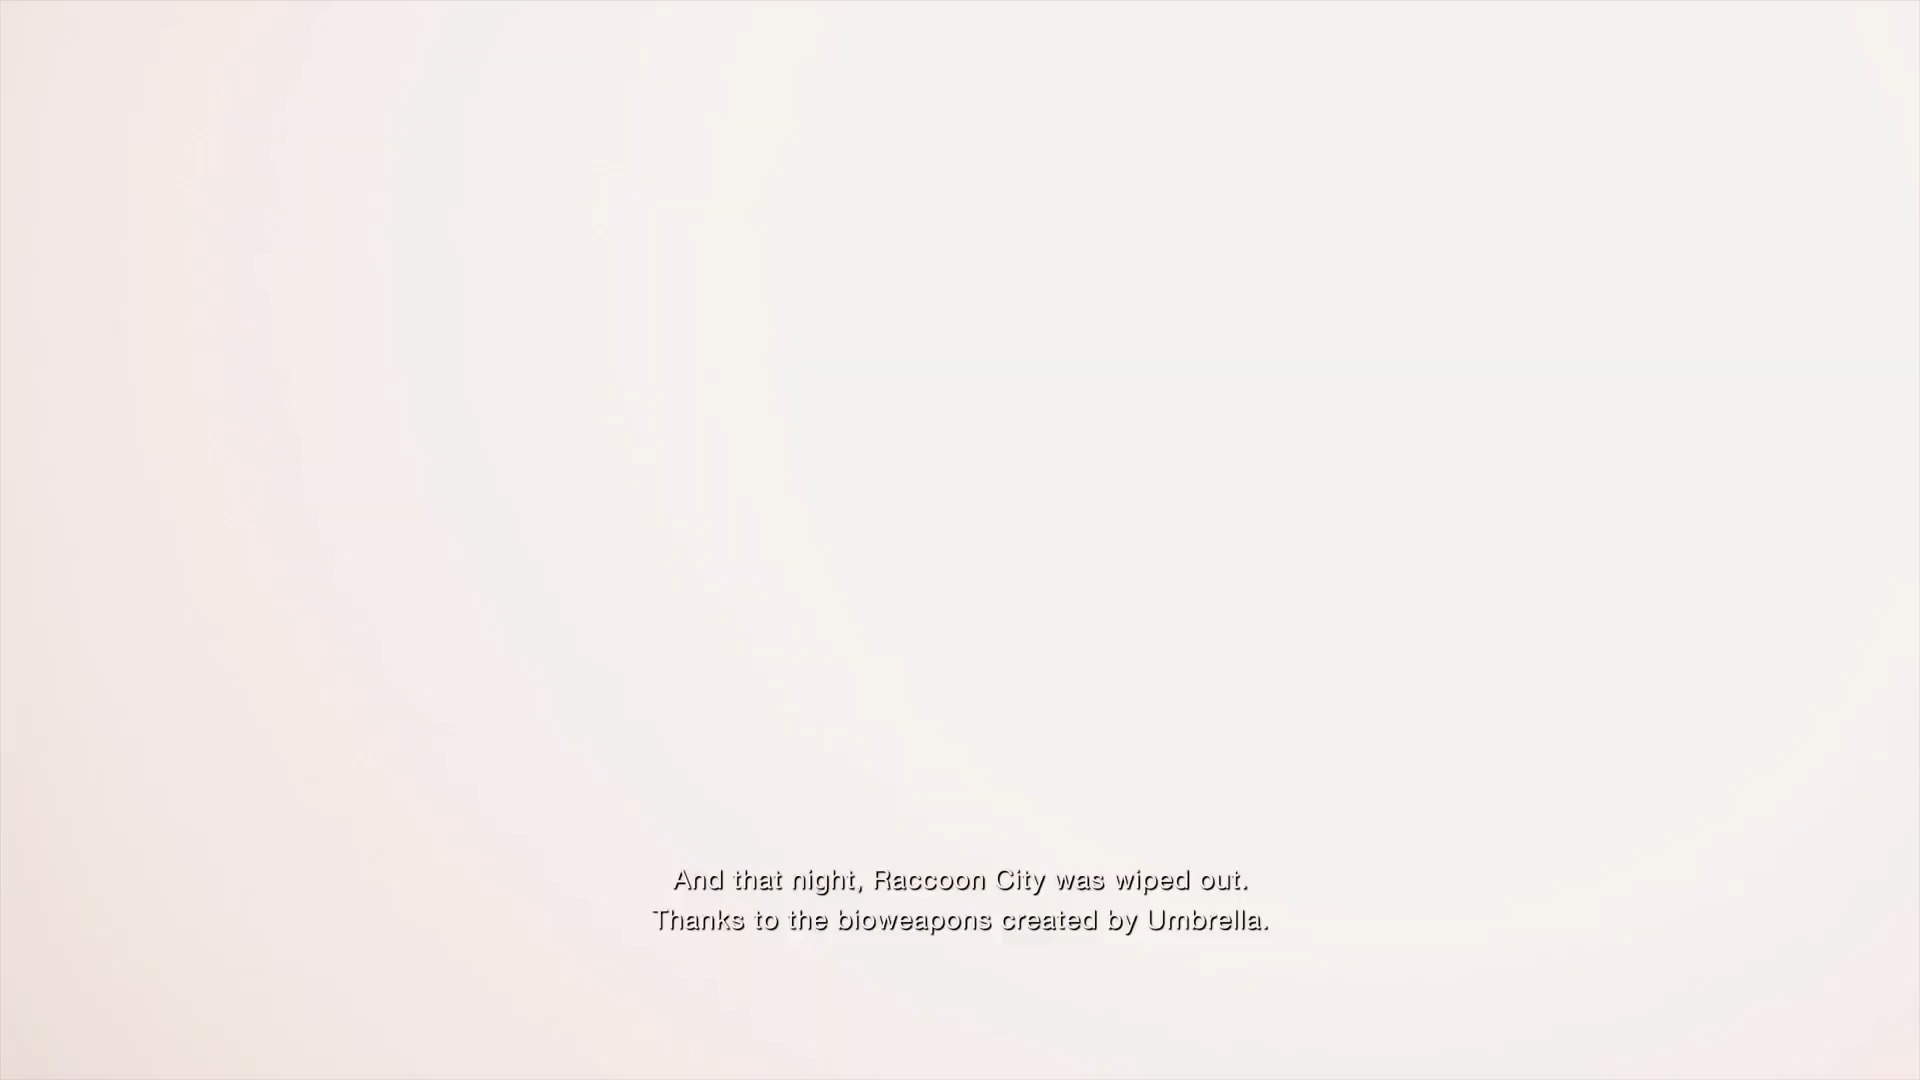 And that night, Raccoon City was wiped out.
Thanks to the bioweapons created by Umbrella.